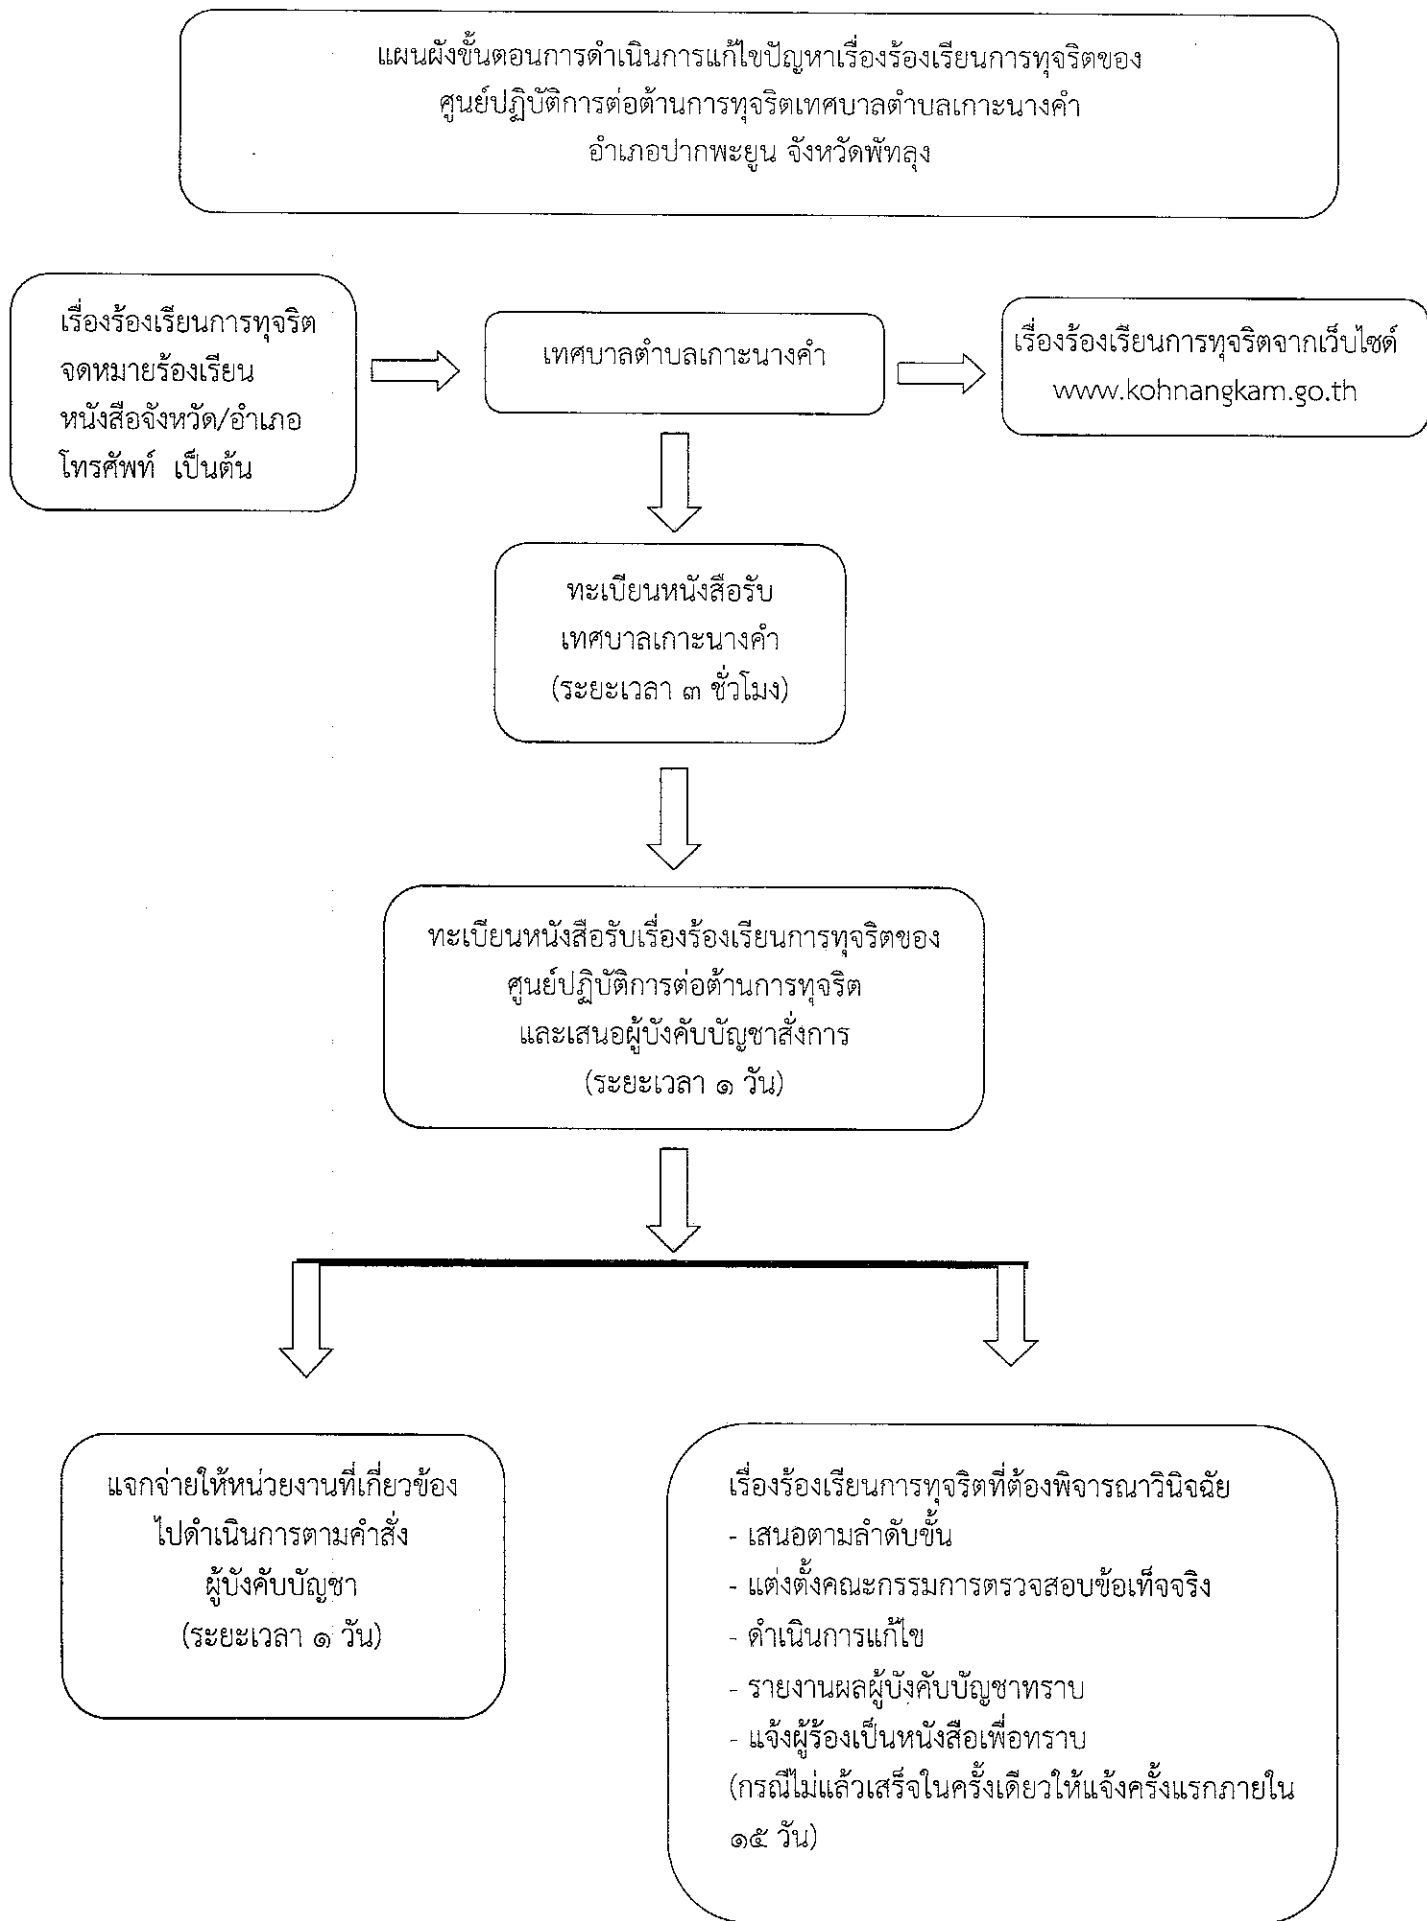 แผนผังขั้นตอนการดำเนินการแก้ไขปัญหาเรื่องร้องเรียนการทุจริตของ
ศูนย์ปฏิบัติการต่อต้านการทุจริตเทศบาลตำบลเกาะนางคำ
อำเภอปากพะยูน จังหวัดพัทลุง
เรื่องร้องเรียนการทุจริต
จดหมายร้องเรียน
หนังสือจังหวัด/อำเภอ
โทรศัพท์ เป็นต้น
เทศบาลตำบลเกาะนางคำ
เรื่องร้องเรียนการทุจริตจากเว็บไซด์
www.kohnangkam.go.th
ทะเบียนหนังสือรับ
เทศบาลเกาะนางคำ
(ระยะเวลา ๓ ชั่วโมง)
ทะเบียนหนังสือรับเรื่องร้องเรียนการทุจริตของ
ศูนย์ปฏิบัติการต่อต้านการทุจริต
และเสนอผู้บังคับบัญชาสั่งการ
(ระยะเวลา ๑ วัน)
แจกจ่ายให้หน่วยงานที่เกี่ยวข้อง
ไปดำเนินการตามคำสั่ง
ผู้บังคับบัญชา
(ระยะเวลา ๑ วัน)
เรื่องร้องเรียนการทุจริตที่ต้องพิจารณาวินิจฉัย
- เสนอตามลำดับขั้น
- แต่งตั้งคณะกรรมการตรวจสอบข้อเท็จจริง
- ดำเนินการแก้ไข
- รายงานผลผู้บังคับบัญชาทราบ
- แจ้งผู้ร้องเป็นหนังสือเพื่อทราบ
(กรณีไม่แล้วเสร็จในครั้งเดียวให้แจ้งครั้งแรกภายใน
๑๕ วัน)